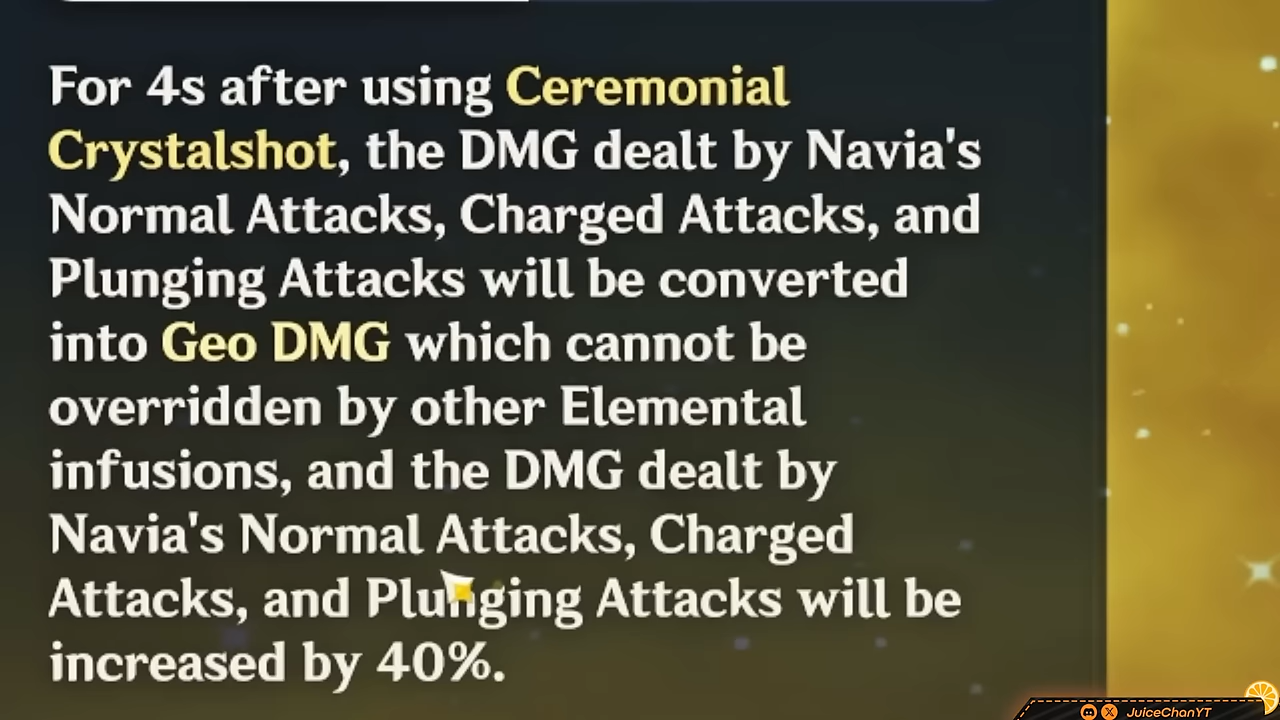 For 4s after using Ceremonial
Crystalshot, the DMG dealt by Navia's
Normal Attacks, Charged Attacks, and
Plunging Attacks will be converted
into Geo DMG which cannot be
overridden by other Elemental
infusions, and the DMG dealt by
Navia's Normal Attacks, Charged
Attacks, and Plunging Attacks will be
increased by 40%.
JuiceChanYT